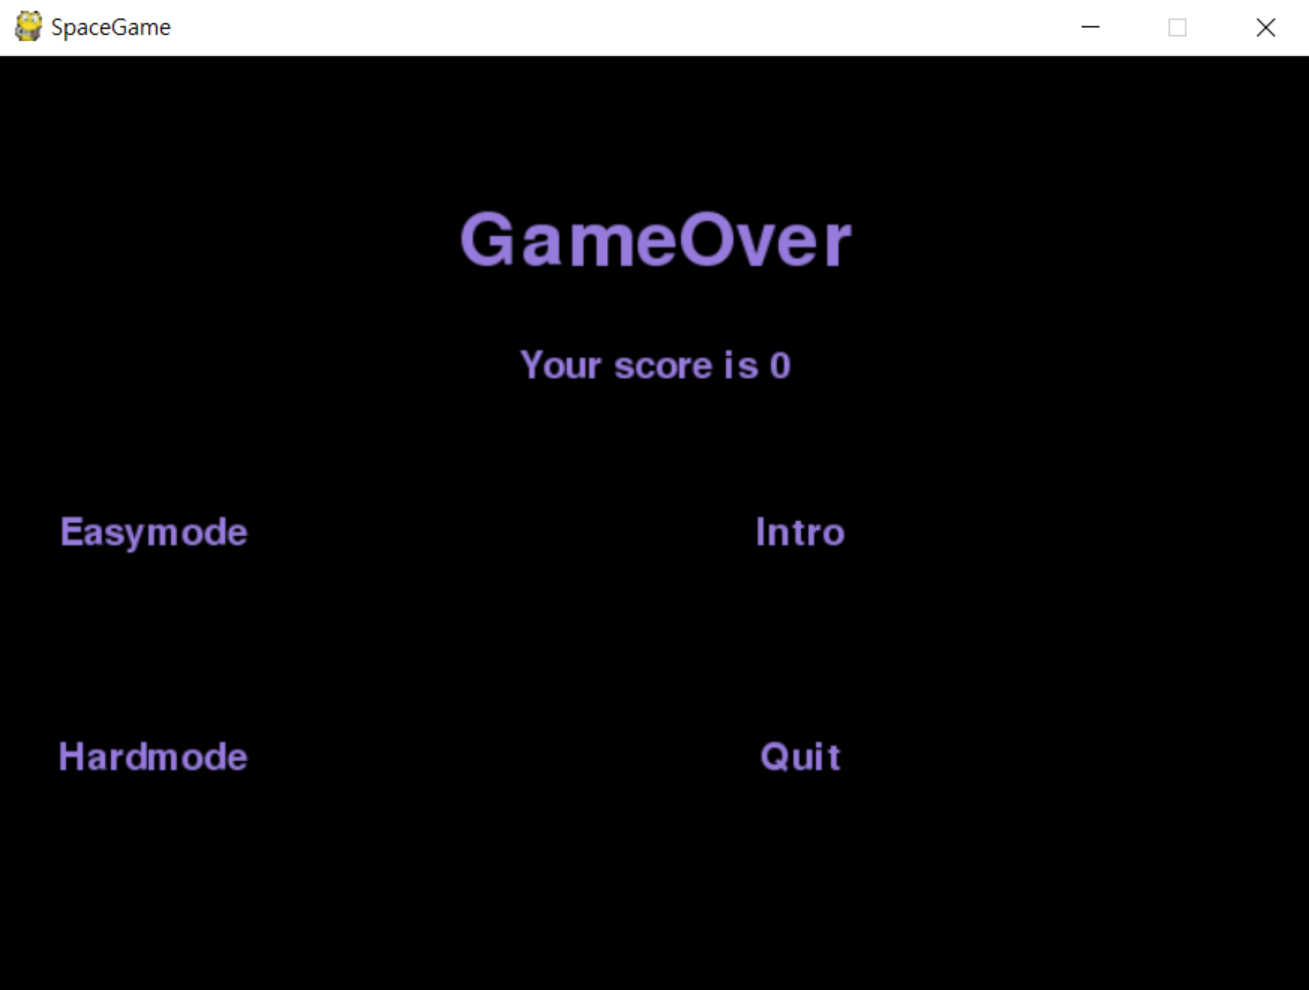 SpaceGame
GameOver
Your score is 0
Easymode
Intro
Hardmode
Quit